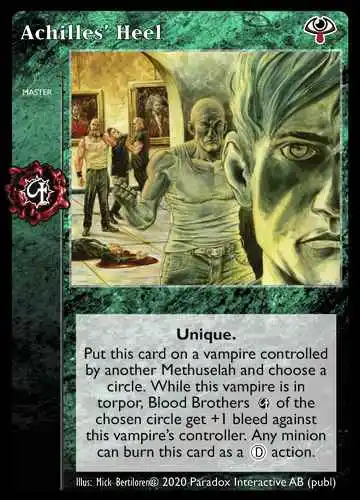 Achilles' Heel
MASTER
Unique.
Put this card on a vampire controlled
by another Methuselah and choose a
circle. While this vampire is in
torpor, Blood Brothers of the
chosen circle get +1 bleed against
this vampire's controller. Any minion
can burn this card as a D action.
Illus: Mick Bertilorenz© 2020 Paradox Interactive AB (publ)